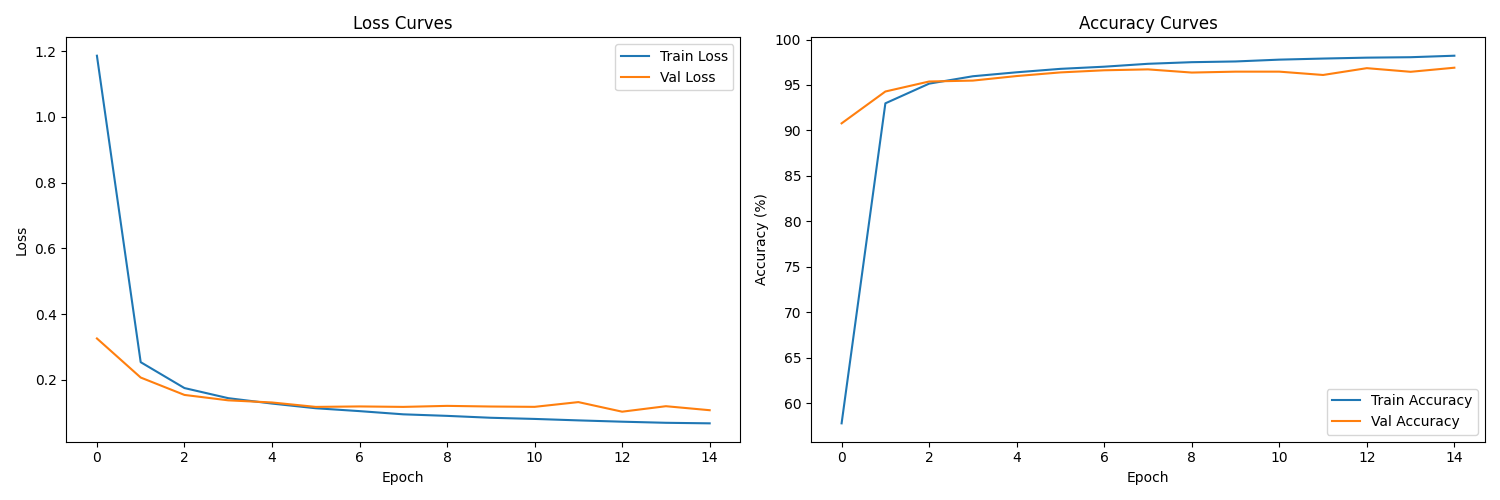 Loss Curves
1.2
1.0
0.8
0.6
0.4
0.2
Loss
0 2 4 6 8 10 12 14
Epoch
Train Loss
Val Loss
Accuracy Curves
100
95
90
85
80
75
70
65
60
Accuracy (%)
0 2 4 6 8 10 12 14
Epoch
Train Accuracy
Val Accuracy